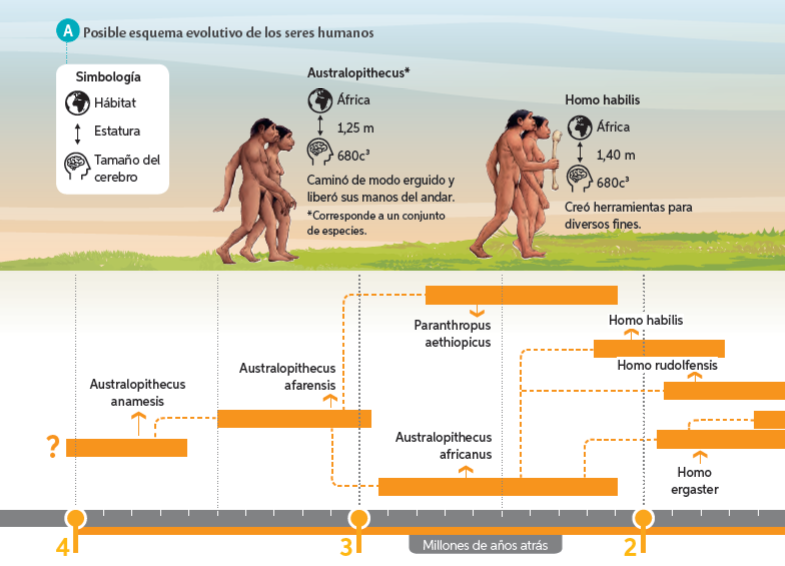 A Posible esquema evolutivo de los seres humanos
Simbología
Hábitat
Estatura
Tamaño del
cerebro
Australopithecus*
África
1,25 m
680c³
Caminó de modo erguido y
liberó sus manos del andar.
*Corresponde a un conjunto
de especies.
Homo habilis
África
1,40 m
680c³
Creó herramientas para
diversos fines.
Paranthropus
aethiopicus
Homo habilis
Homo rudolfensis
Australopithecus
afarensis
Australopithecus
anamesis
?
Australopithecus
africanus
Homo
ergaster
4
3
Millones de años atrás
2